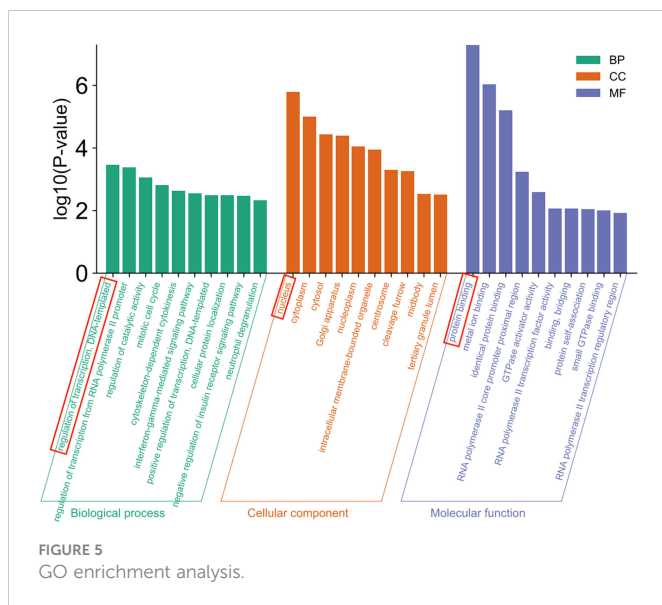 log10(P-value)
6
4
2
0
BP
CC
MF
regulation of transcription, DNA-templated
regulation of transcription from RNA polymerase II promoter
regulation of catalytic activity
mitotic cell cycle
cytoskeleton-dependent cytokinesis
interferon-gamma-mediated signaling pathway
positive regulation of transcription, DNA-templated
cellular protein localization
negative regulation of insulin receptor signaling pathway
neutrophil degranulation
nucleus
cytoplasm
cytosol
Golgi apparatus
nucleoplasm
intracellular membrane-bounded organelle
centrosome
cleavage furrow
midbody
tertiary granule lumen
protein binding
metal ion binding
identical protein binding
RNA polymerase II core promoter proximal region
GTPase activator activity
RNA polymerase II transcription factor activity
binding, bridging
protein self-association
small GTPase binding
RNA polymerase II transcription regulatory region
Biological process
Cellular component
Molecular function
FIGURE 5
GO enrichment analysis.